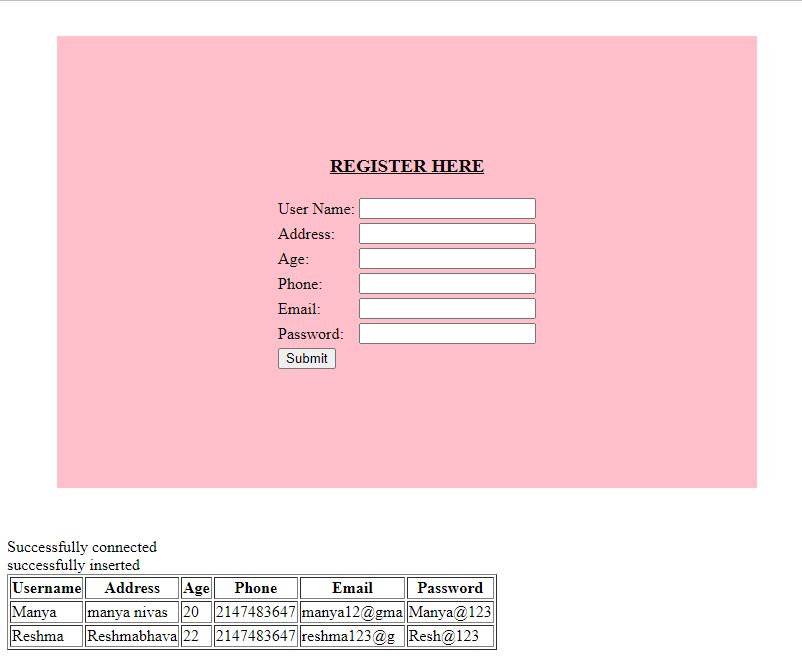 REGISTER HERE
User Name:
Address:
Age:
Phone:
Email:
Password:
Submit
Successfully connected
successfully inserted
Username Address Age Phone Email Password
Manya manya nivas 20 2147483647 manya12@gma Manya@123
Reshma Reshmabhava 22 2147483647 reshma123@g Resh@123